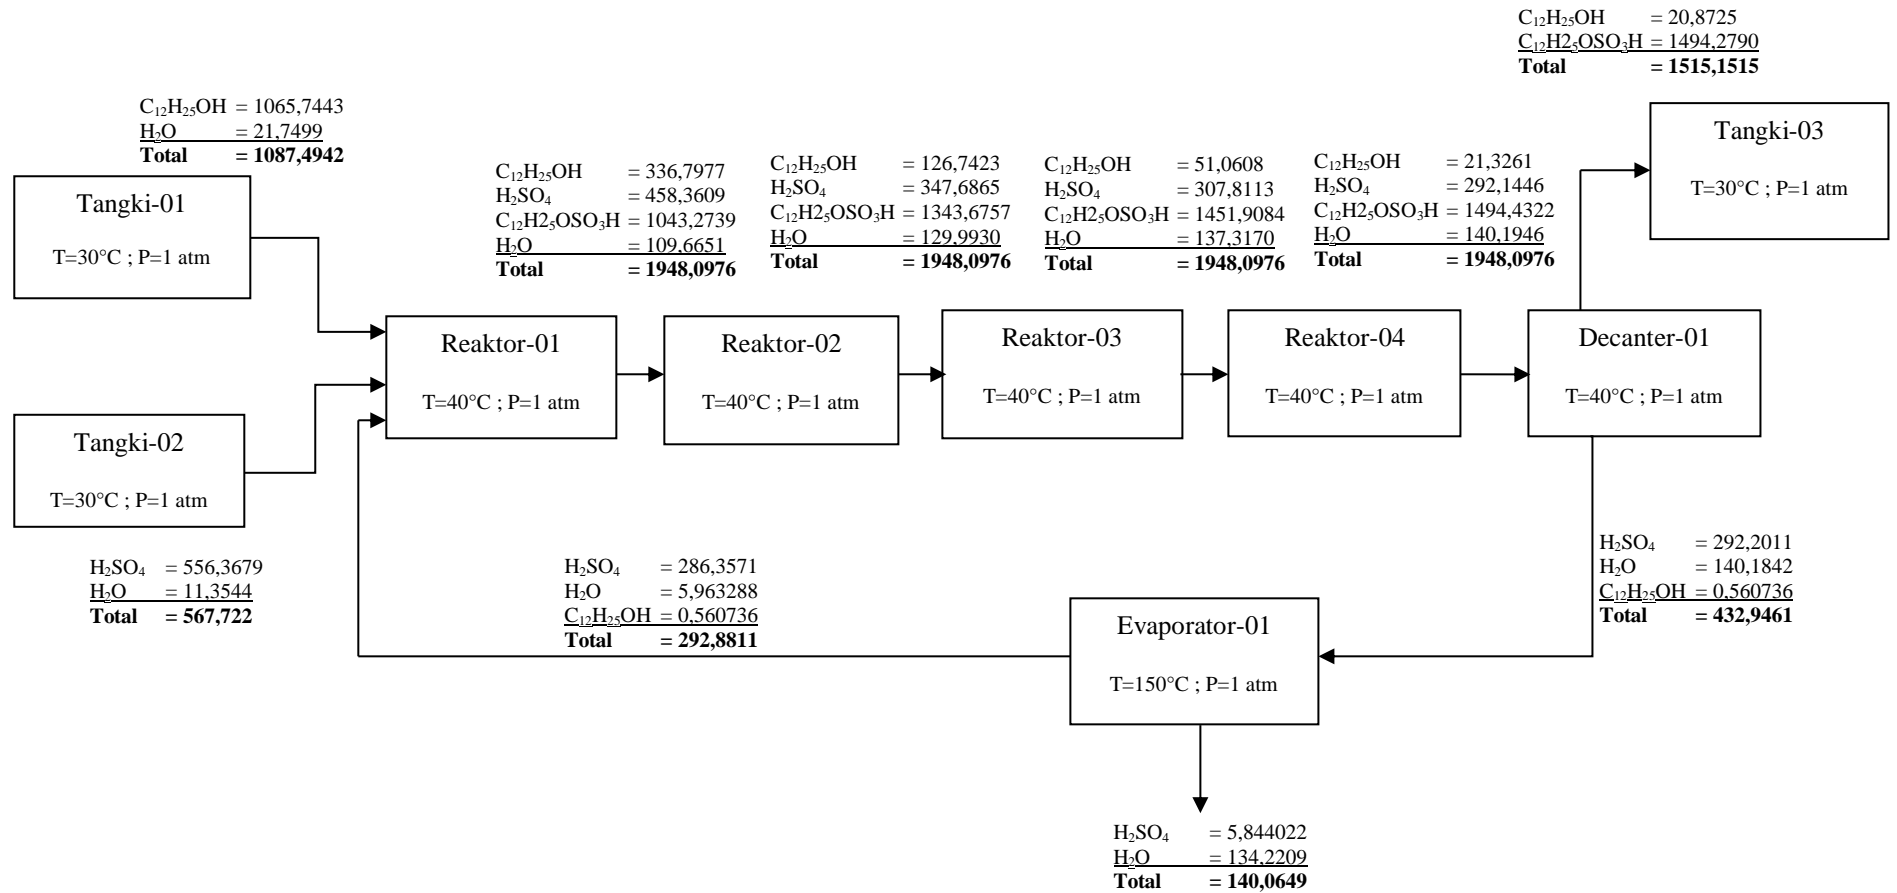 C₁₂H₂₅OH = 20,8725
C₁₂H2₅OSO₃H = 1494,2790
Total = 1515,1515
C₁₂H₂₅OH = 1065,7443
H₂O = 21,7499
Total = 1087,4942
Tangki-03
T=30°C ; P=1 atm
Tangki-01
T=30°C ; P=1 atm
C₁₂H₂₅OH = 336,7977
H₂SO₄ = 458,3609
C₁₂H2₅OSO₃H = 1043,2739
H₂O = 109,6651
Total = 1948,0976
C₁₂H₂₅OH = 126,7423
H₂SO₄ = 347,6865
C₁₂H2₅OSO₃H = 1343,6757
H₂O = 129,9930
Total = 1948,0976
C₁₂H₂₅OH = 51,0608
H₂SO₄ = 307,8113
C₁₂H2₅OSO₃H = 1451,9084
H₂O = 137,3170
Total = 1948,0976
C₁₂H₂₅OH = 21,3261
H₂SO₄ = 292,1446
C₁₂H2₅OSO₃H = 1494,4322
H₂O = 140,1946
Total = 1948,0976
Reaktor-01
T=40°C ; P=1 atm
Reaktor-02
T=40°C ; P=1 atm
Reaktor-03
T=40°C ; P=1 atm
Reaktor-04
T=40°C ; P=1 atm
Decanter-01
T=40°C ; P=1 atm
Tangki-02
T=30°C ; P=1 atm
H₂SO₄ = 556,3679
H₂O = 11,3544
Total = 567,722
H₂SO₄ = 286,3571
H₂O = 5,963288
C₁₂H₂₅OH = 0,560736
Total = 292,8811
H₂SO₄ = 292,2011
H₂O = 140,1842
C₁₂H₂₅OH = 0,560736
Total = 432,9461
Evaporator-01
T=150°C ; P=1 atm
H₂SO₄ = 5,844022
H₂O = 134,2209
Total = 140,0649